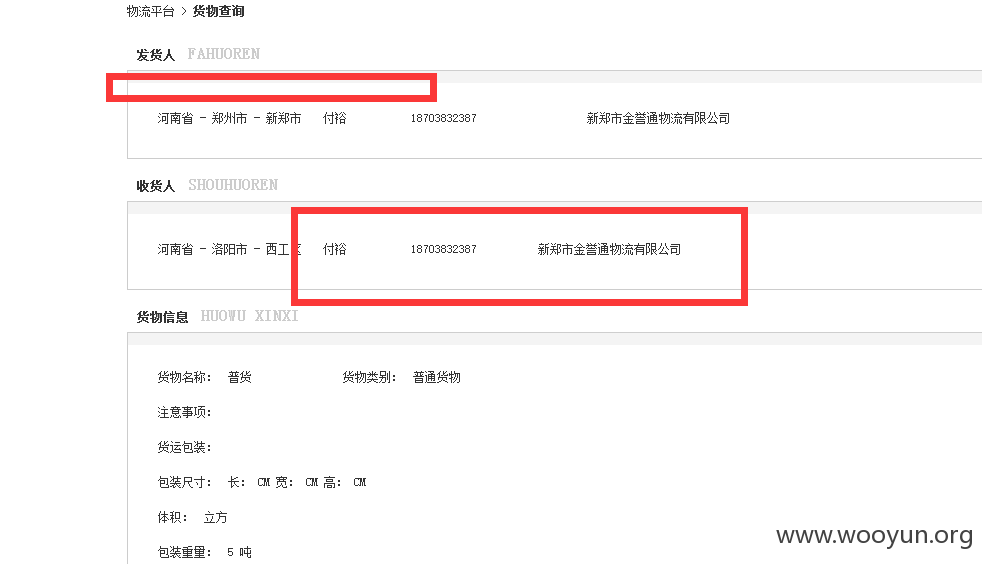 物流平台 > 货物查询
发货人 FAHUOREN
河南省 - 郑州市 - 新郑市 付裕 18703832387 新郑市金誉通物流有限公司
收货人 SHOUHUOREN
河南省 - 洛阳市 - 西工区 付裕 18703832387 新郑市金誉通物流有限公司
货物信息 HUOWU XINXI
货物名称： 普货 货物类别： 普通货物
注意事项：
货运包装：
包装尺寸： 长： CM 宽： CM 高： CM
体积： 立方
包装重量： 5 吨
www.wooyun.org